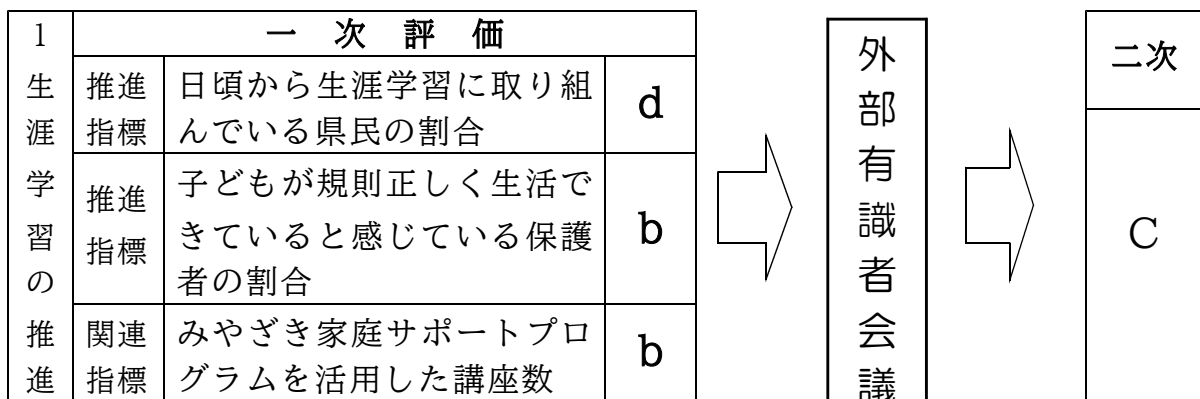 1 生涯学習の推進
一次評価
推進指標
日頃から生涯学習に取り組
んでいる県民の割合
d
推進指標
子どもが規則正しく生活で
きていると感じている保護
者の割合
b
関連指標
みやざき家庭サポートプロ
グラムを活用した講座数
b
外部有識者会議
二次
C